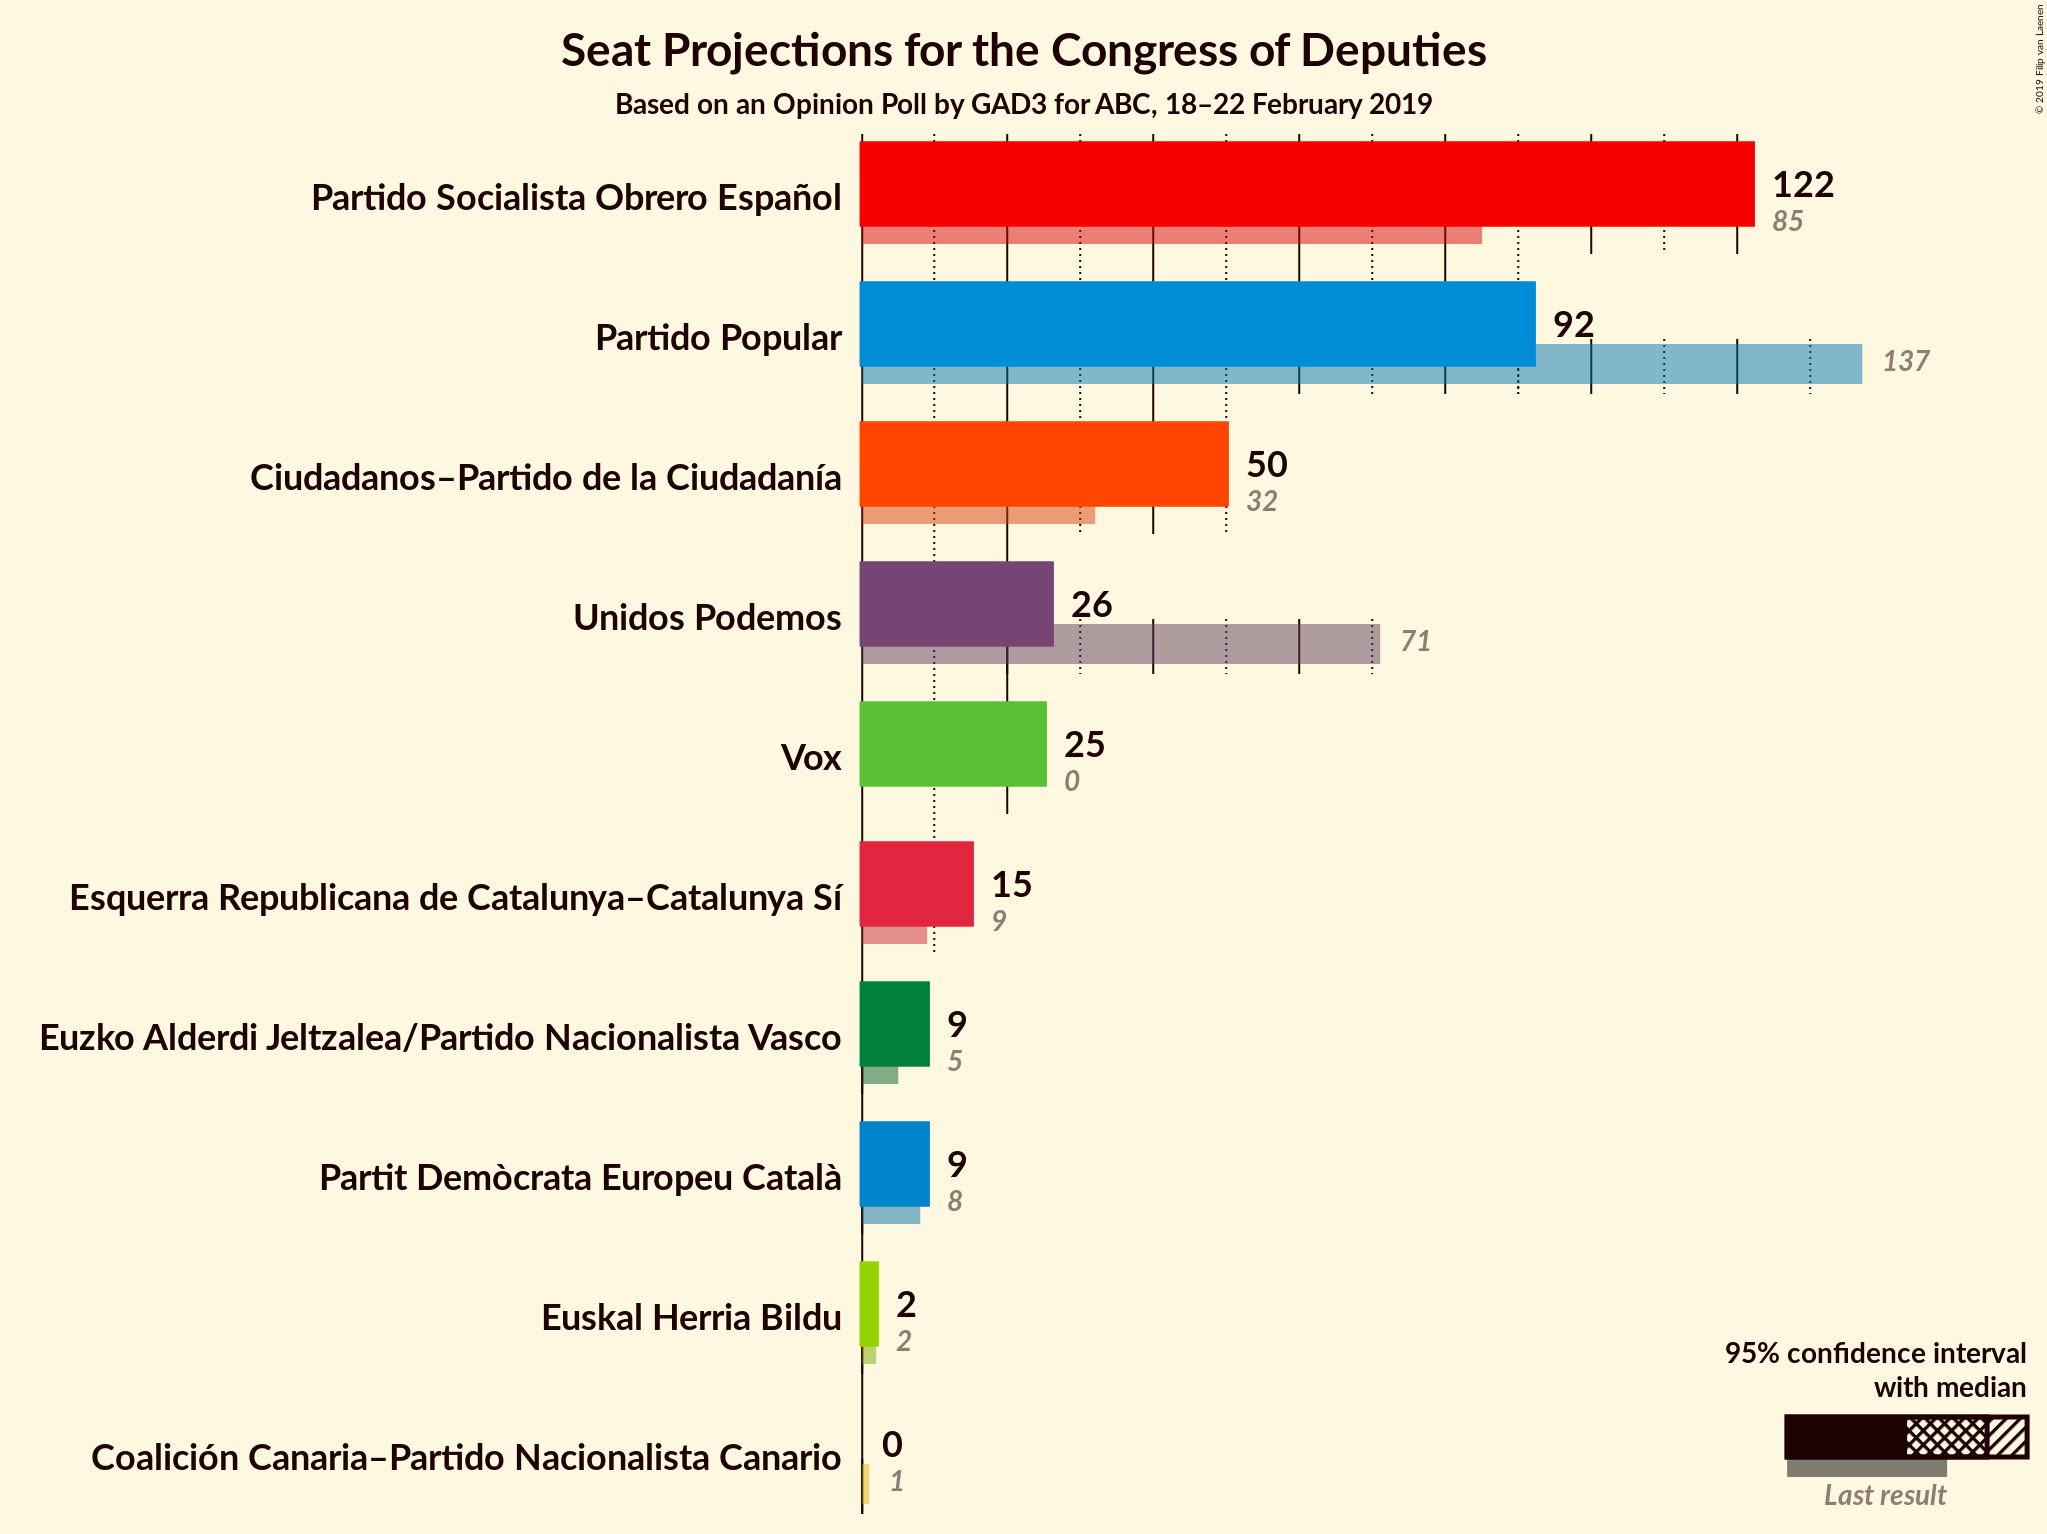 Seat Projections for the Congress of Deputies
Based on an Opinion Poll by GAD3 for ABC, 18–22 February 2019
© 2019 Filip van Laenen
Partido Socialista Obrero Español
122
85
Partido Popular
92
137
Ciudadanos–Partido de la Ciudadanía
50
32
Unidos Podemos
26
71
Vox
25
0
Esquerra Republicana de Catalunya–Catalunya Sí
15
9
Euzko Alderdi Jeltzalea/Partido Nacionalista Vasco
9
5
Partit Demòcrata Europeu Català
9
8
Euskal Herria Bildu
2
2
Coalición Canaria–Partido Nacionalista Canario
0
1
95% confidence interval
with median
Last result